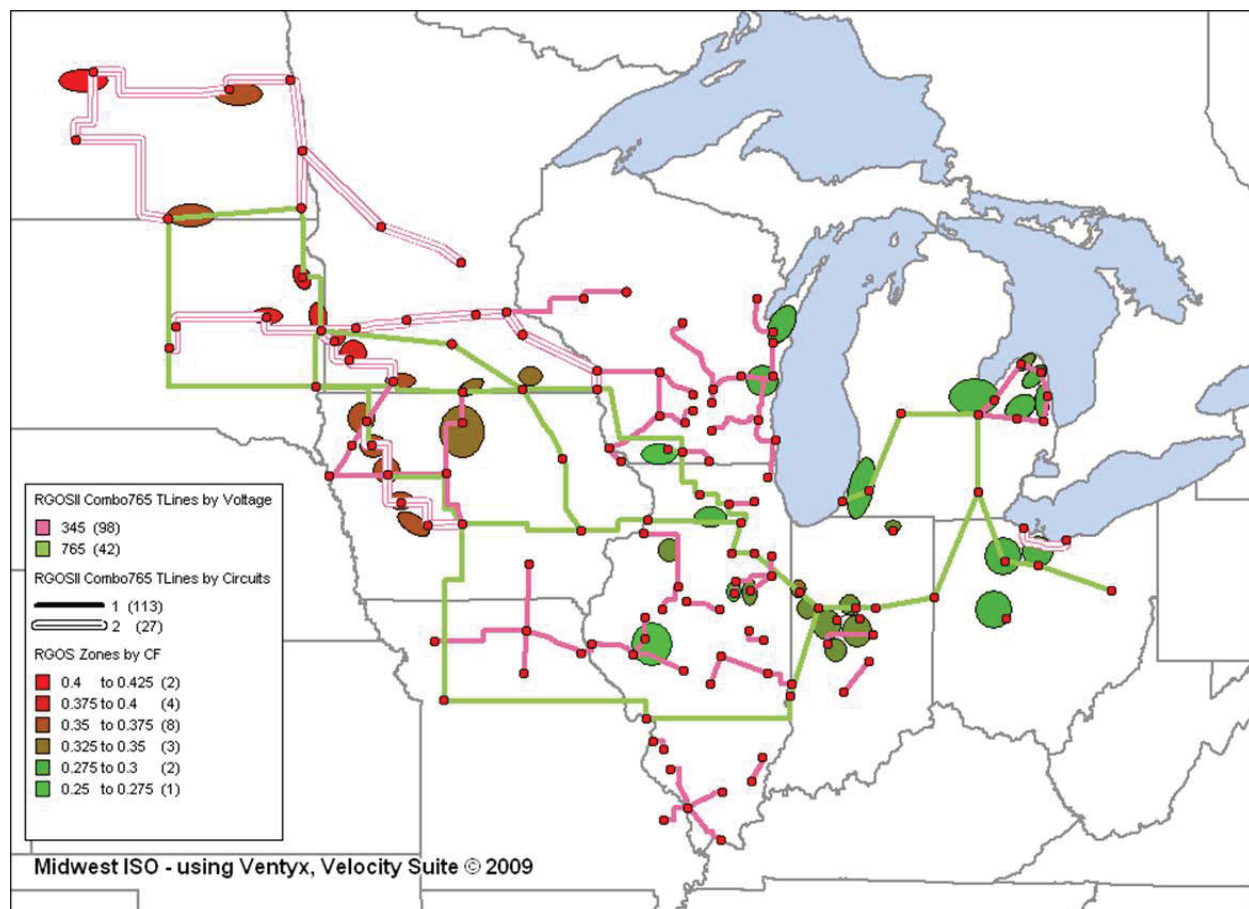 RGOSII Combo765 TLines by Voltage
345 (98)
765 (42)
RGOSII Combo765 TLines by Circuits
1 (113)
2 (27)
RGOS Zones by CF
0.4 to 0.425 (2)
0.375 to 0.4 (4)
0.35 to 0.375 (8)
0.325 to 0.35 (3)
0.275 to 0.3 (2)
0.25 to 0.275 (1)
Midwest ISO - using Ventyx, Velocity Suite © 2009